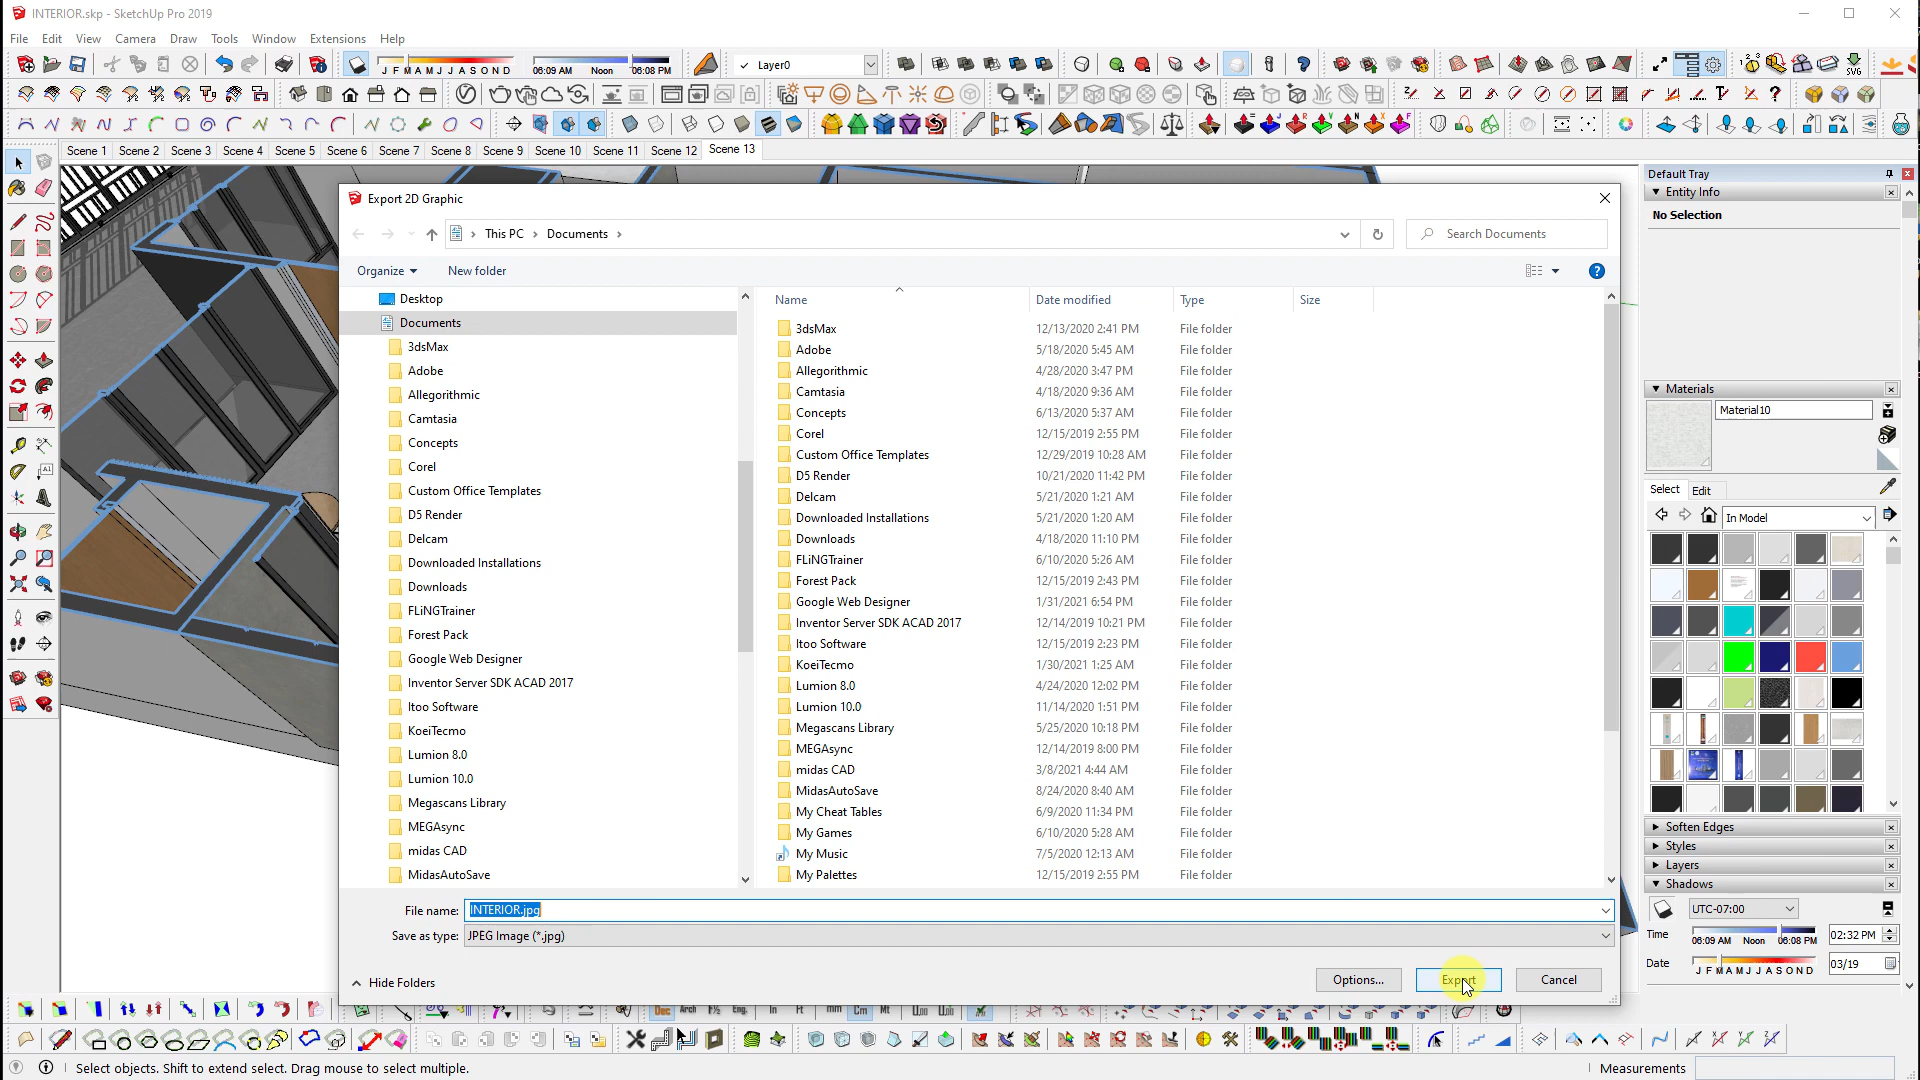 INTERIOR.skp - SketchUp Pro 2019
File Edit View Camera Draw Tools Window Extensions Help
J F M A M J J A S O N D 06:09 AM Noon 06:08 PM Layer0
SVG
Scene 1 Scene 2 Scene 3 Scene 4 Scene 5 Scene 6 Scene 7 Scene 8 Scene 9 Scene 10 Scene 11 Scene 12 Scene 13
Export 2D Graphic
This PC Documents
Search Documents
Organize New folder
Desktop
Documents
3dsMax
Adobe
Allegorithmic
Camtasia
Concepts
Corel
Custom Office Templates
D5 Render
Delcam
Downloaded Installations
Downloads
FLiNGTrainer
Forest Pack
Google Web Designer
Inventor Server SDK ACAD 2017
Itoo Software
KoeiTecmo
Lumion 8.0
Lumion 10.0
Megascans Library
MEGAsync
midas CAD
MidasAutoSave
Name Date modified Type Size
3dsMax 12/13/2020 2:41 PM File folder
Adobe 5/18/2020 5:45 AM File folder
Allegorithmic 4/28/2020 3:47 PM File folder
Camtasia 4/18/2020 9:36 AM File folder
Concepts 6/13/2020 5:37 AM File folder
Corel 12/15/2019 2:55 PM File folder
Custom Office Templates 12/29/2019 10:28 AM File folder
D5 Render 10/21/2020 11:42 PM File folder
Delcam 5/21/2020 1:21 AM File folder
Downloaded Installations 5/21/2020 1:20 AM File folder
Downloads 4/18/2020 11:10 PM File folder
FLiNGTrainer 6/10/2020 5:26 AM File folder
Forest Pack 12/15/2019 2:43 PM File folder
Google Web Designer 1/31/2021 6:54 PM File folder
Inventor Server SDK ACAD 2017 12/14/2019 10:21 PM File folder
Itoo Software 12/15/2019 2:23 PM File folder
KoeiTecmo 1/30/2021 1:25 AM File folder
Lumion 8.0 4/24/2020 12:02 PM File folder
Lumion 10.0 11/14/2020 1:51 PM File folder
Megascans Library 5/25/2020 10:18 PM File folder
MEGAsync 12/14/2019 8:00 PM File folder
midas CAD 3/8/2021 4:44 AM File folder
MidasAutoSave 8/24/2020 8:40 AM File folder
My Cheat Tables 6/9/2020 11:34 PM File folder
My Games 6/10/2020 5:28 AM File folder
My Music 7/5/2020 12:13 AM File folder
My Palettes 12/15/2019 2:55 PM File folder
File name: INTERIOR.jpg
Save as type: JPEG Image (*.jpg)
Hide Folders Options... Export Cancel
Default Tray
Entity Info
No Selection
Materials
Material10
Select Edit
In Model
Soften Edges
Styles
Layers
Shadows
UTC-07:00
Time 06:09 AM Noon 06:08 PM 02:32 PM
Date J F M A M J J A S O N D 03/19
Dec Arch Eng. In Ft mm Cm Mt
Select objects. Shift to extend select. Drag mouse to select multiple. Measurements